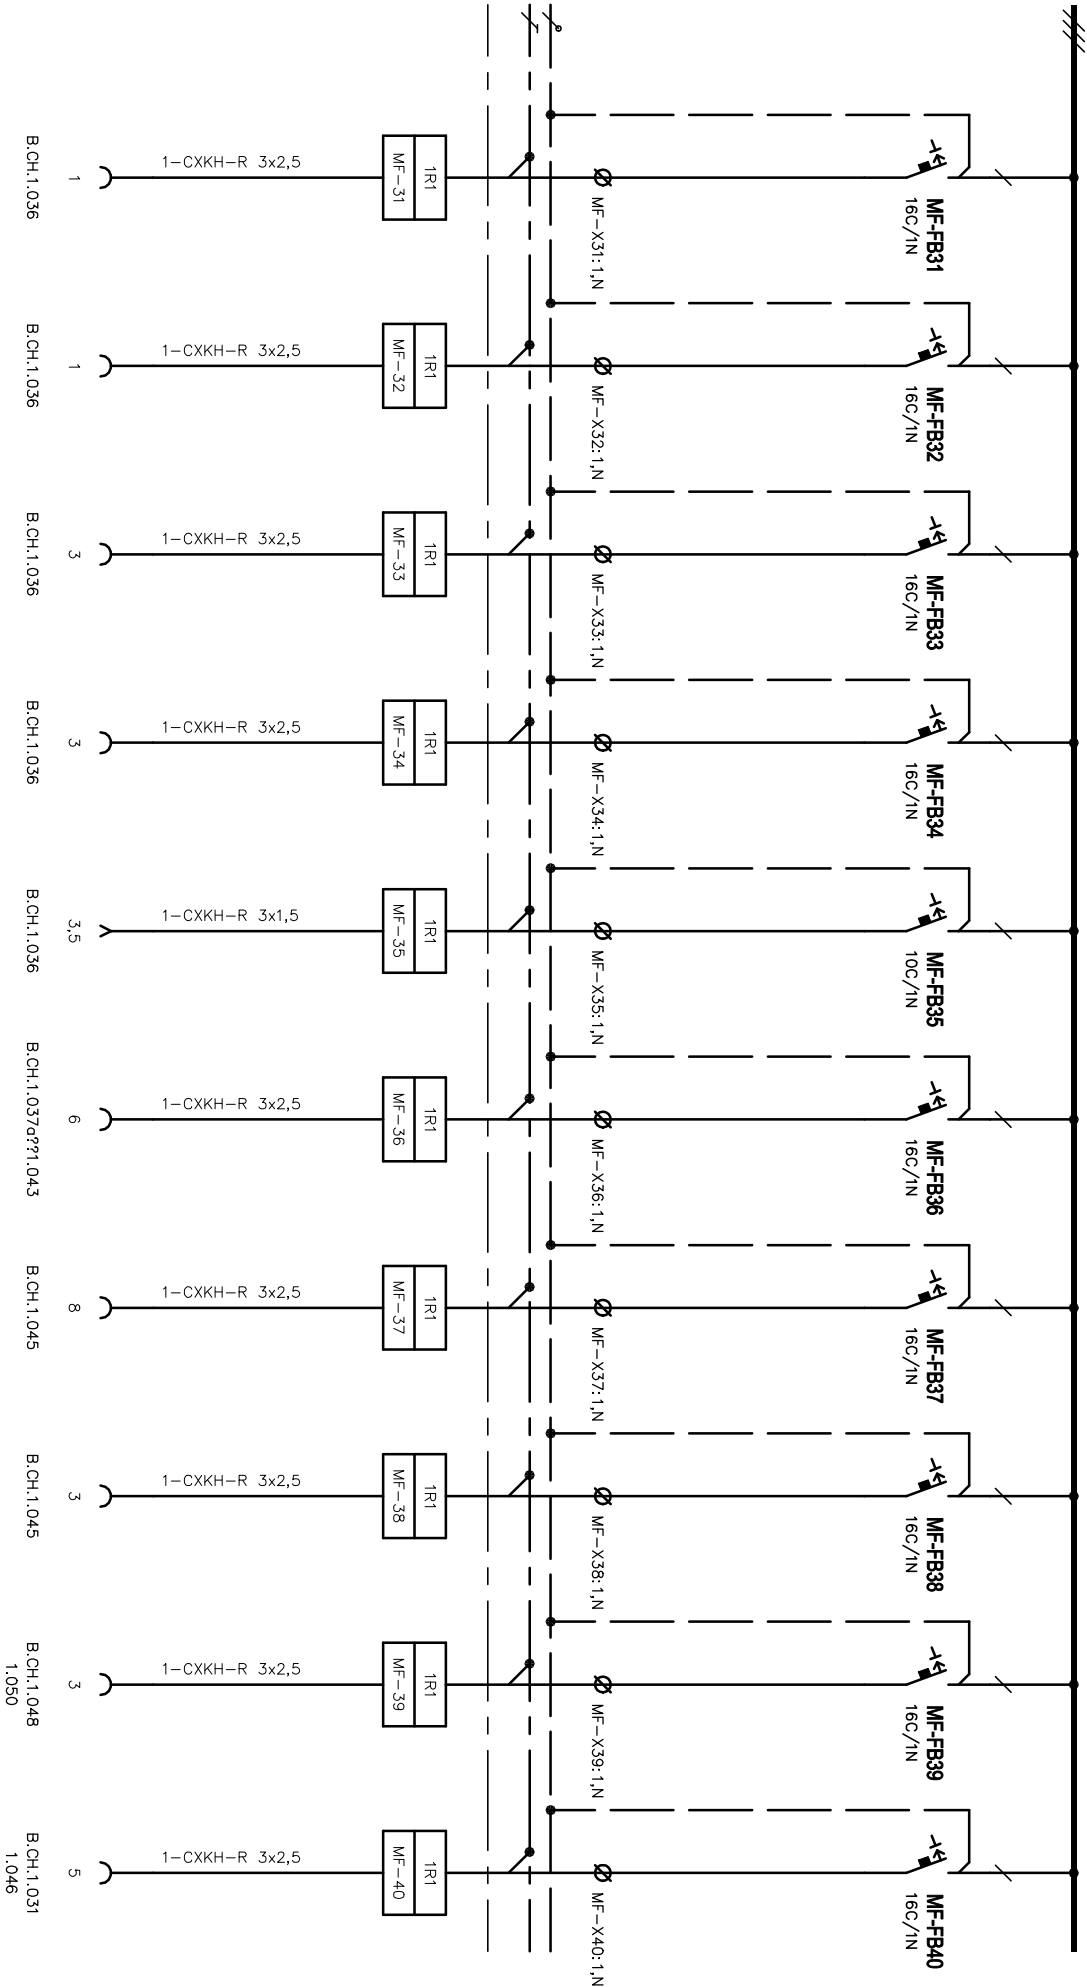 MF-FB31
16C/1N
MF-X31:1,N
1R1
MF-31
1-CXKH-R 3x2,5
1
B.CH.1.036
MF-FB32
16C/1N
MF-X32:1,N
1R1
MF-32
1-CXKH-R 3x2,5
1
B.CH.1.036
MF-FB33
16C/1N
MF-X33:1,N
1R1
MF-33
1-CXKH-R 3x2,5
3
B.CH.1.036
MF-FB34
16C/1N
MF-X34:1,N
1R1
MF-34
1-CXKH-R 3x2,5
3
B.CH.1.036
MF-FB35
10C/1N
MF-X35:1,N
1R1
MF-35
1-CXKH-R 3x1,5
3,5
B.CH.1.036
MF-FB36
16C/1N
MF-X36:1,N
1R1
MF-36
1-CXKH-R 3x2,5
6
B.CH.1.037a??1.043
MF-FB37
16C/1N
MF-X37:1,N
1R1
MF-37
1-CXKH-R 3x2,5
8
B.CH.1.045
MF-FB38
16C/1N
MF-X38:1,N
1R1
MF-38
1-CXKH-R 3x2,5
3
B.CH.1.045
MF-FB39
16C/1N
MF-X39:1,N
1R1
MF-39
1-CXKH-R 3x2,5
3
B.CH.1.048
1.050
MF-FB40
16C/1N
MF-X40:1,N
1R1
MF-40
1-CXKH-R 3x2,5
5
B.CH.1.031
1.046